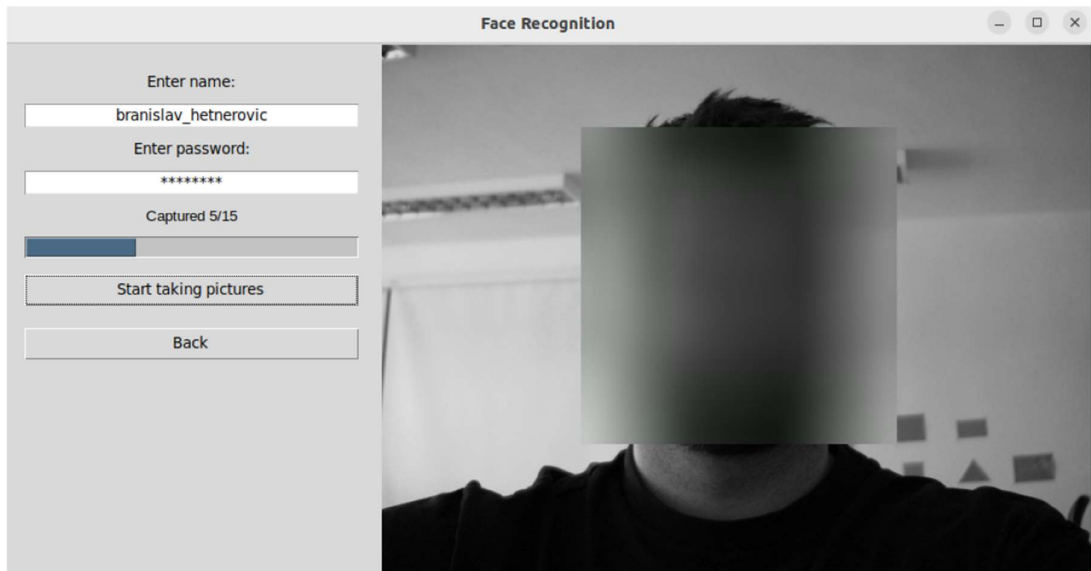 Face Recognition
Enter name:
branislav_hetnerovic
Enter password:
********
Captured 5/15
Start taking pictures
Back